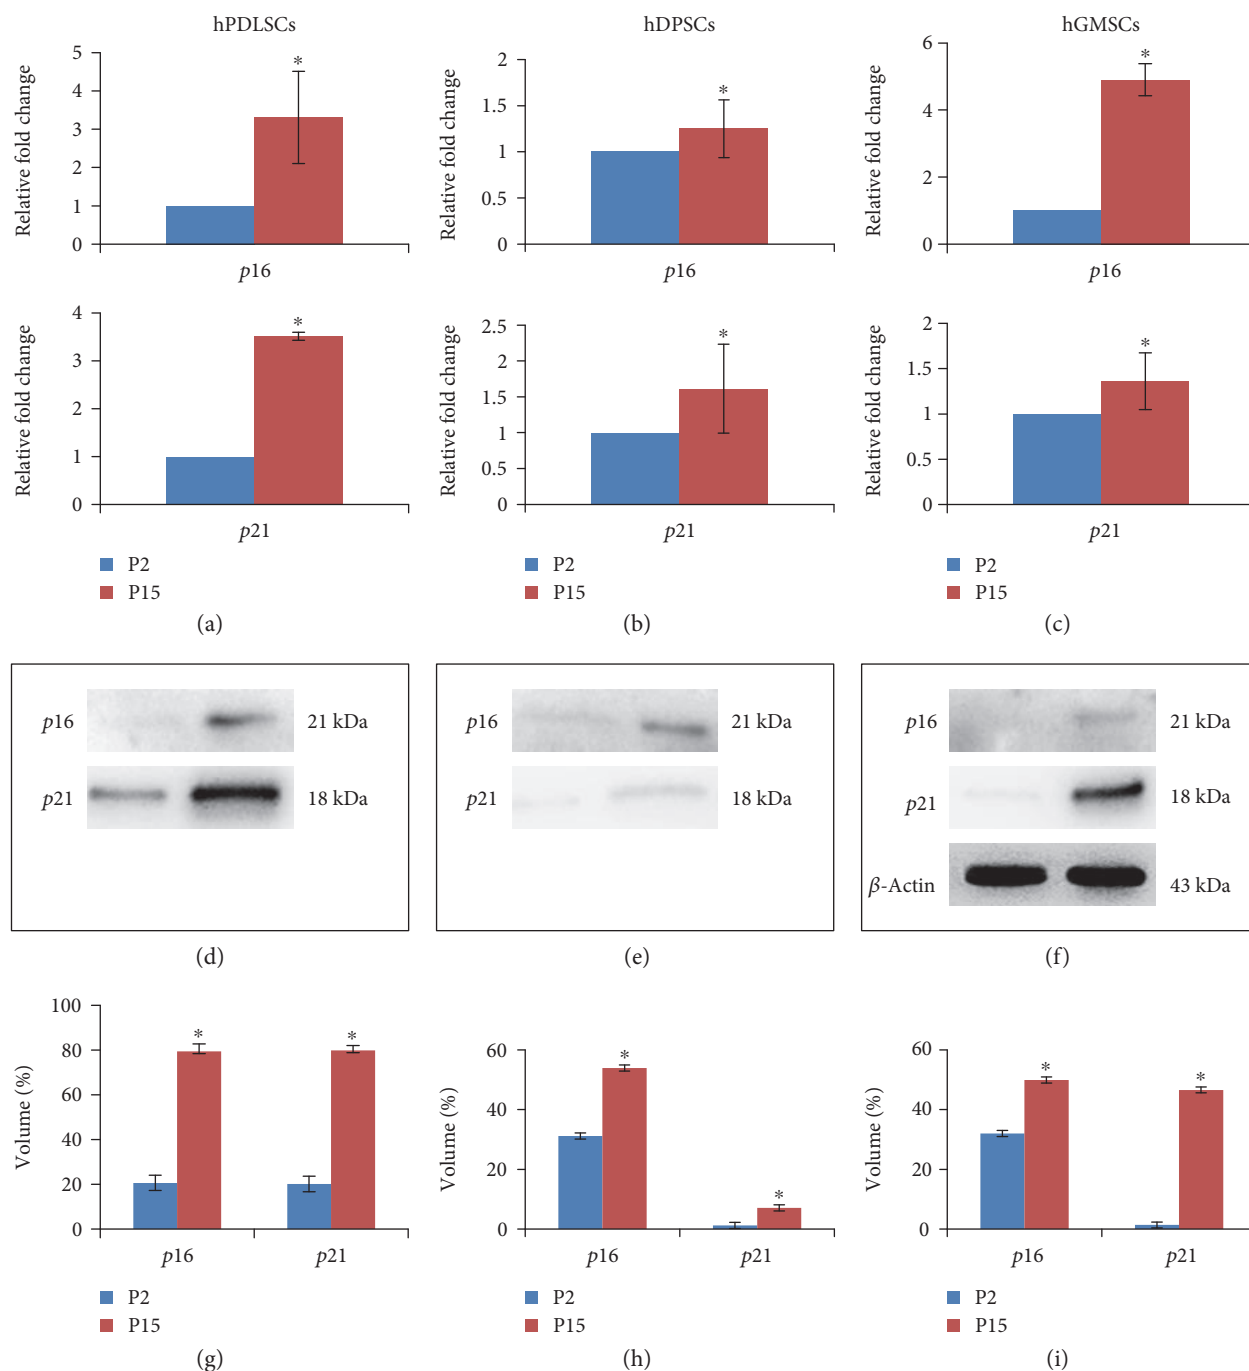 hPDLSCs
hDPSCs
hGMSCs
Relative fold change
5
4
3
2
1
0
*
p16
Relative fold change
2
1.5
1
0.5
0
*
p16
Relative fold change
6
4
2
0
*
p16
Relative fold change
4
3
2
1
0
*
p21
Relative fold change
2.5
2
1.5
1
0.5
0
*
p21
Relative fold change
2
1.5
1
0.5
0
*
p21
P2
P15
(a)
P2
P15
(b)
P2
P15
(c)
p16 21 kDa
p21 18 kDa
(d)
p16 21 kDa
p21 18 kDa
(e)
p16 21 kDa
p21 18 kDa
β-Actin 43 kDa
(f)
Volume (%)
100
80
60
40
20
0
* *
p16 p21
P2
P15
(g)
Volume (%)
60
40
20
0
* *
p16 p21
P2
P15
(h)
Volume (%)
60
40
20
0
* *
p16 p21
P2
P15
(i)